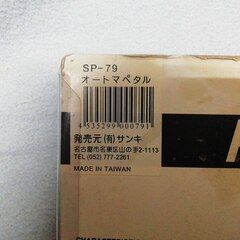 SP-79
オートマペタル
4 535299 000791
発売元(有)サンキ
名古屋市名東区山の手2-1113
TEL (052) 777-2261
MADE IN TAIWAN